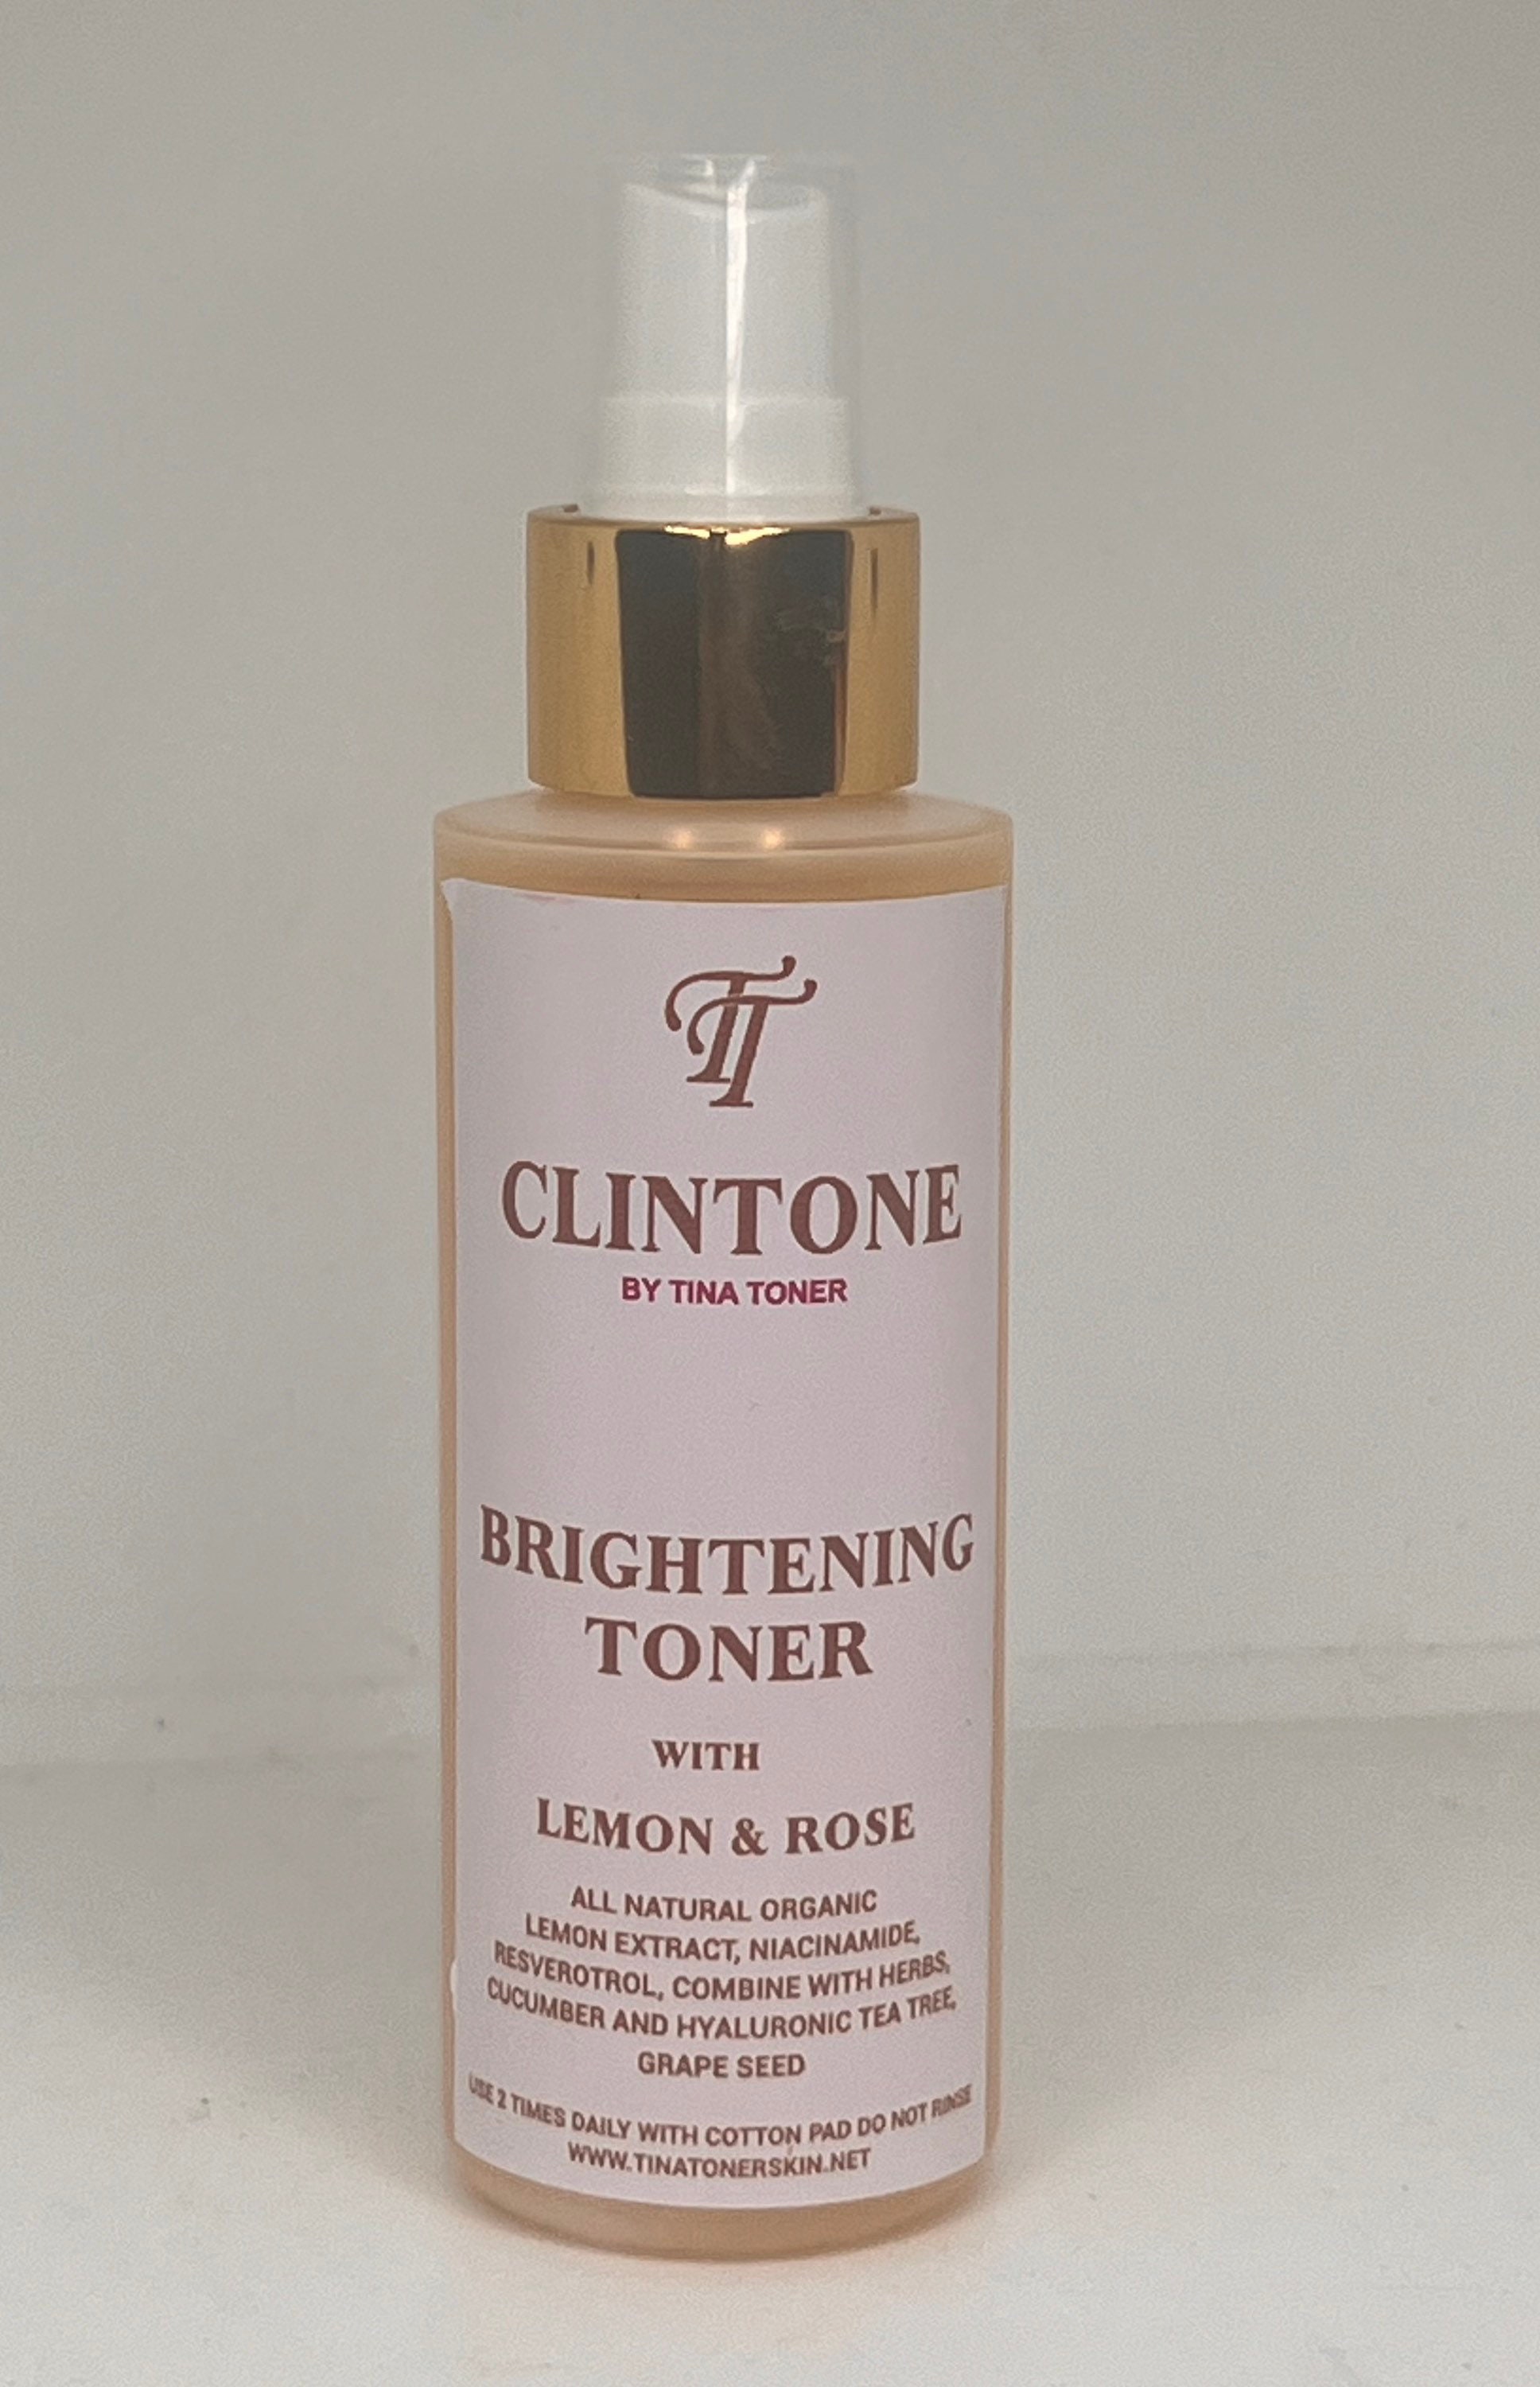 TT
CLINTONE
BY TINA TONER
BRIGHTENING
TONER
WITH
LEMON & ROSE
ALL NATURAL ORGANIC
LEMON EXTRACT, NIACINAMIDE,
RESVEROTROL, COMBINE WITH HERBS,
CUCUMBER AND HYALURONIC TEA TREE,
GRAPE SEED
USE 2 TIMES DAILY WITH COTTON PAD DO NOT RINSE
WWW.TINATONERSKIN.NET